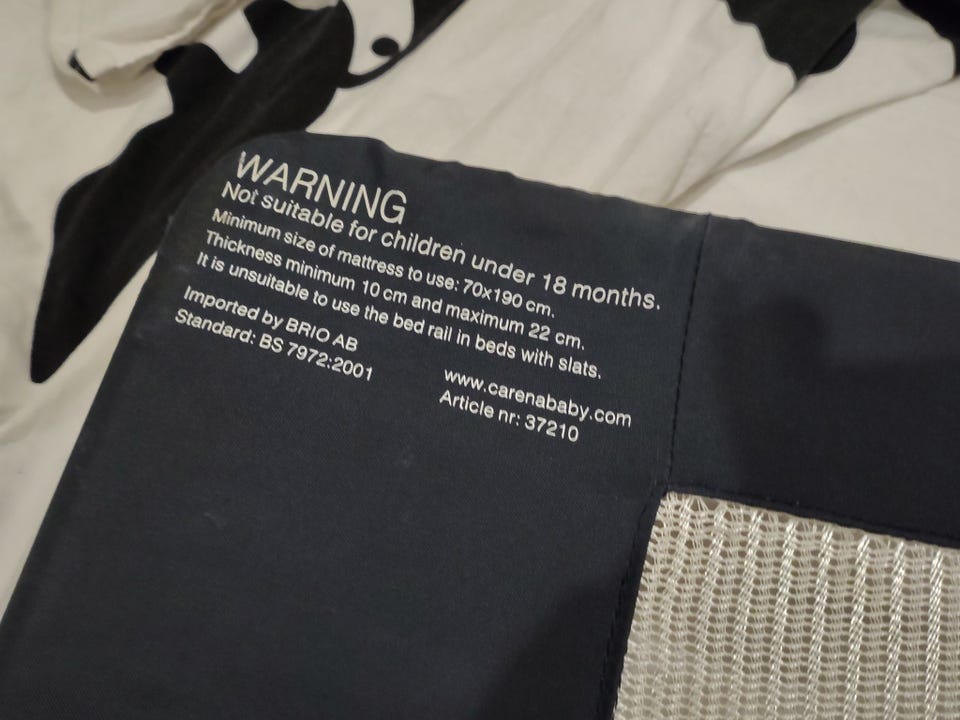 WARNING
Not suitable for children under 18 months.
Minimum size of mattress to use: 70x190 cm.
Thickness minimum 10 cm and maximum 22 cm.
It is unsuitable to use the bed rail in beds with slats.
Imported by BRIO AB
Standard: BS 7972:2001
www.carenababy.com
Article nr: 37210